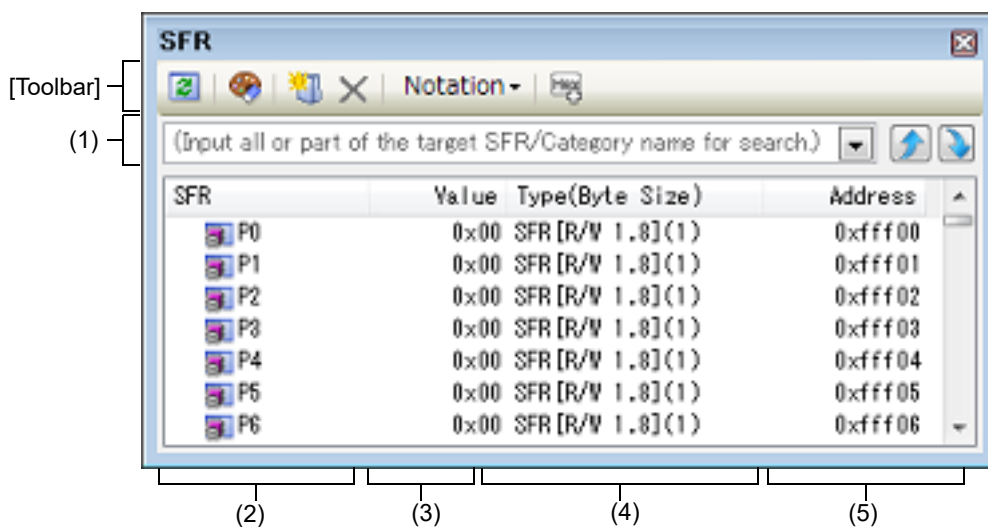 SFR
[Toolbar]
Notation
Hex
(1)
(Input all or part of the target SFR/Category name for search.)
SFR Value Type(Byte Size) Address
P0 0x00 SFR[R/W 1.8](1) 0xfff00
P1 0x00 SFR[R/W 1.8](1) 0xfff01
P2 0x00 SFR[R/W 1.8](1) 0xfff02
P3 0x00 SFR[R/W 1.8](1) 0xfff03
P4 0x00 SFR[R/W 1.8](1) 0xfff04
P5 0x00 SFR[R/W 1.8](1) 0xfff05
P6 0x00 SFR[R/W 1.8](1) 0xfff06
(2) (3) (4) (5)